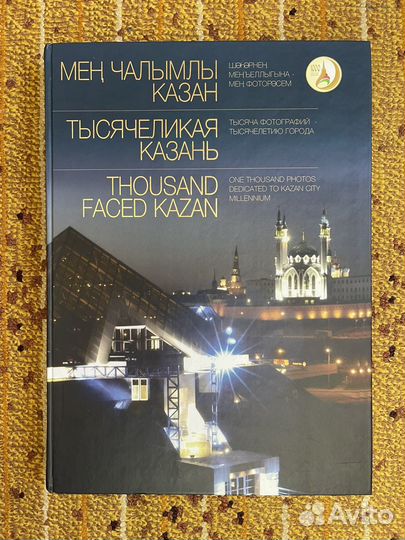 МЕҢ ЧАЛЫМЛЫ
КАЗАН
ШӘҺӘРНЕҢ
МЕҢЪЕЛЛЫГЫНА -
МЕҢ ФОТОРӘСЕМ
1000
ТЫСЯЧЕЛИКАЯ
КАЗАНЬ
ТЫСЯЧА ФОТОГРАФИЙ -
ТЫСЯЧЕЛЕТИЮ ГОРОДА
THOUSAND
FACED KAZAN
ONE THOUSAND PHOTOS
DEDICATED TO KAZAN CITY
MILLENNIUM
Avito